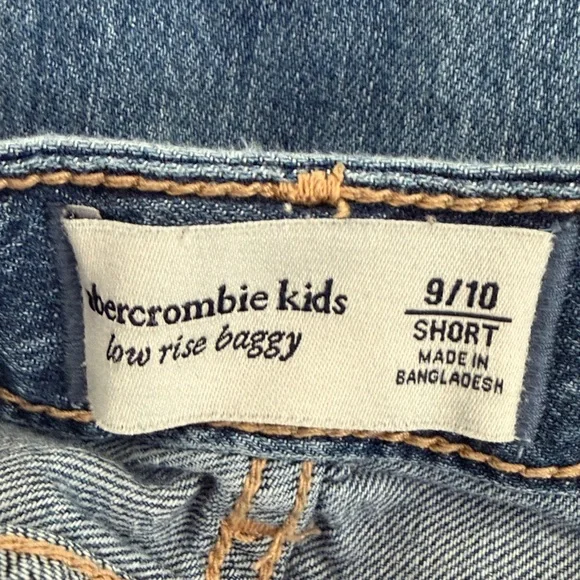 abercrombie kids
low rise baggy
9/10
SHORT
MADE IN
BANGLADESH